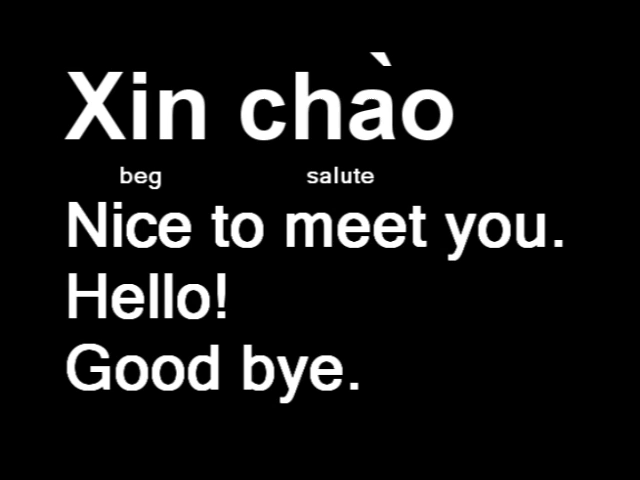 Xin chào
beg salute
Nice to meet you.
Hello!
Good bye.